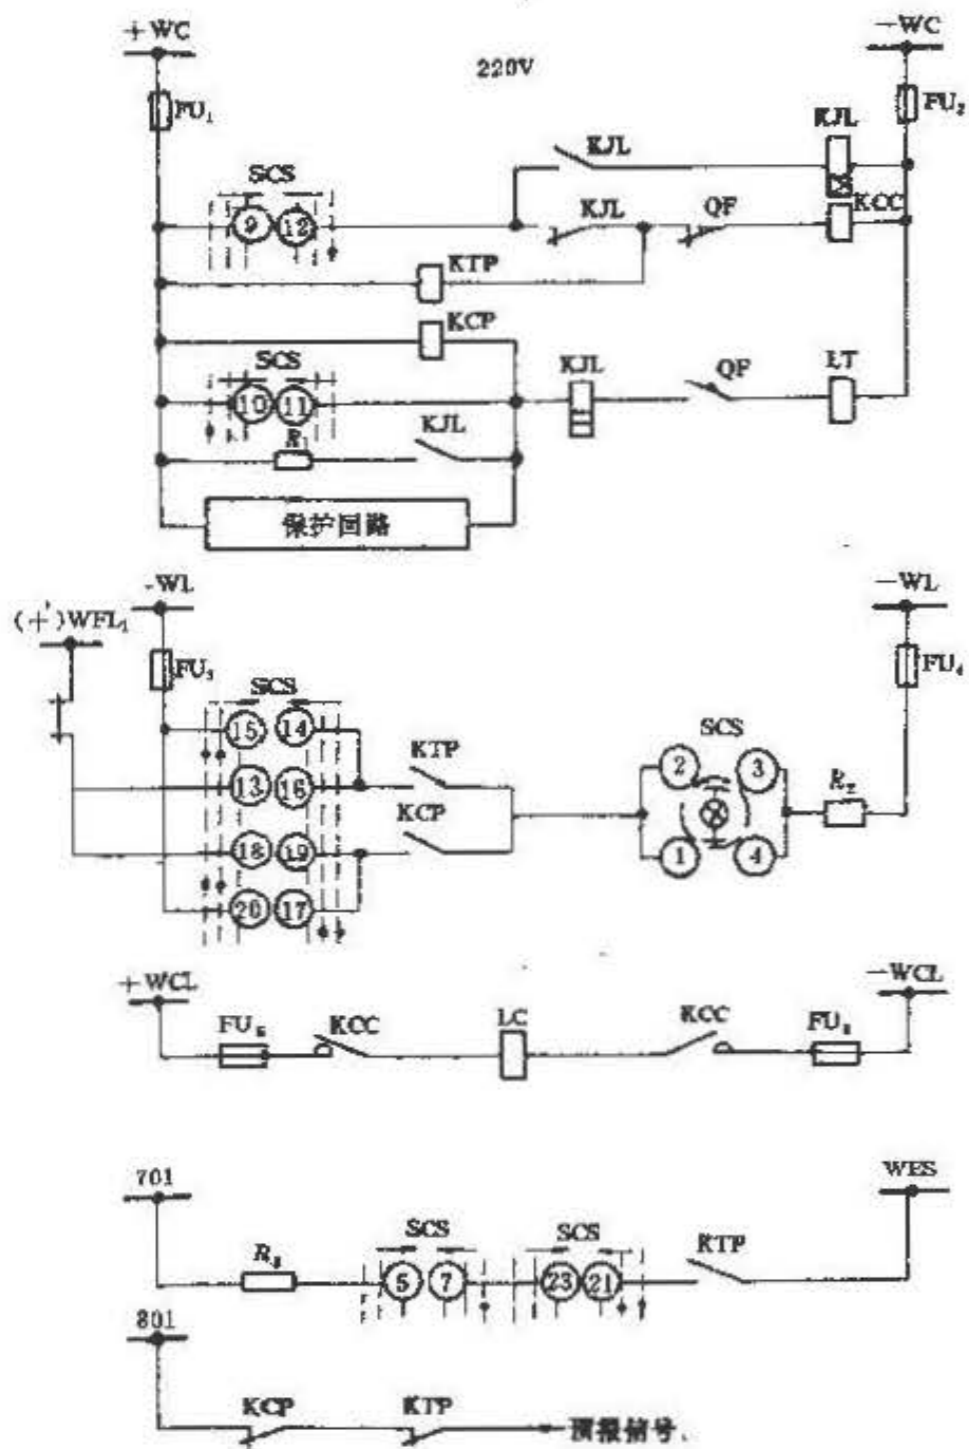 +WC
−WC
220V
FU₁
FU₂
KJL
KJL
SCS
9 12
KJL
QF
KCC
KTP
KCP
SCS
KJL
QF
LT
10 11
R₁
KJL
保护回路
-WL
−WL
(+)WFL₁
FU₃
FU₄
SCS
SCS
15 14
KTP
2 3
13 16
R₂
KCP
18 19
1 4
20 17
+WCL
−WCL
KCC
LC
KCC
701
WES
SCS
SCS
KTP
R₃
5 7
23 21
801
KCP
KTP
预报信号.